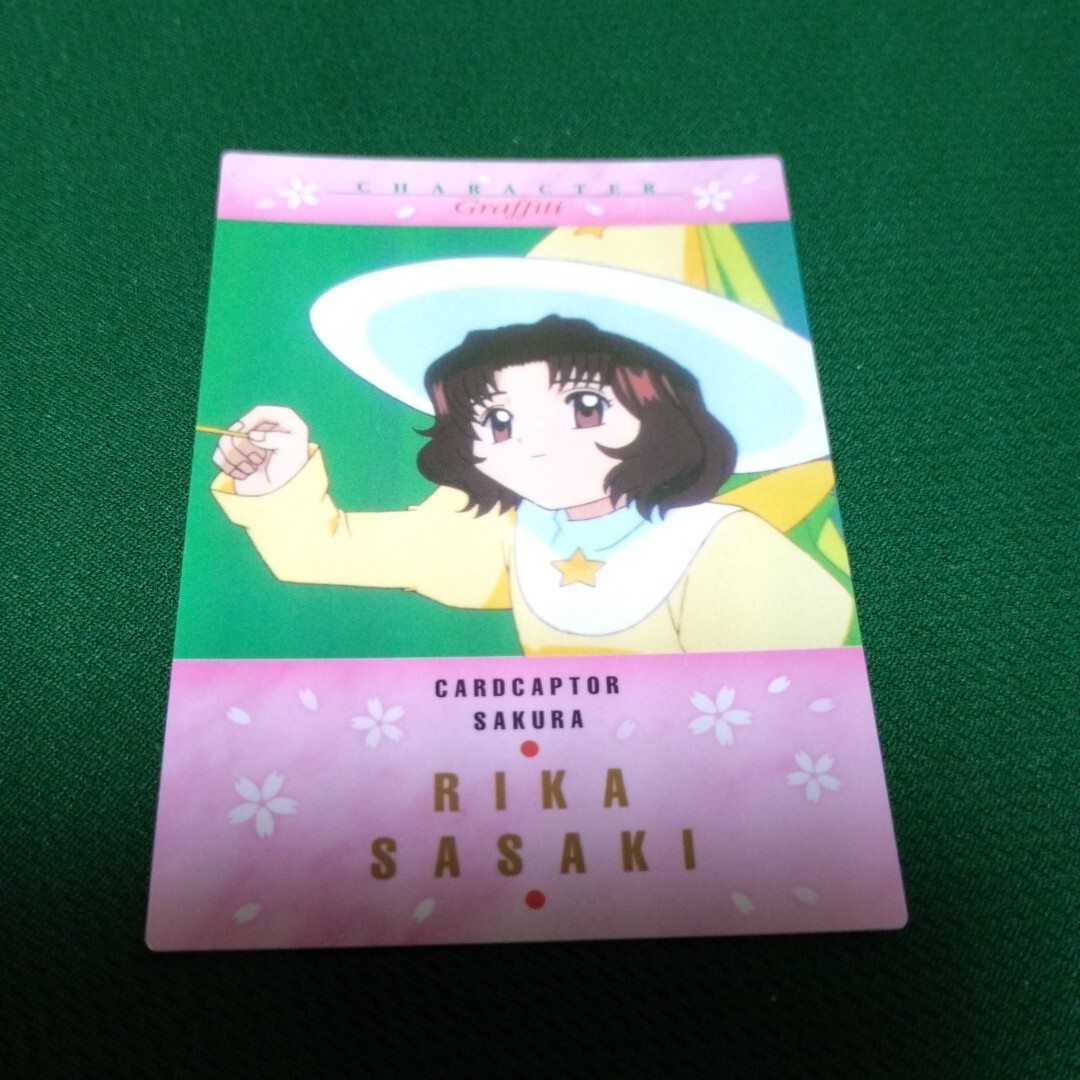 CHARACTER
Graffiti
CARDCAPTOR
SAKURA
RIKA
SASAKI